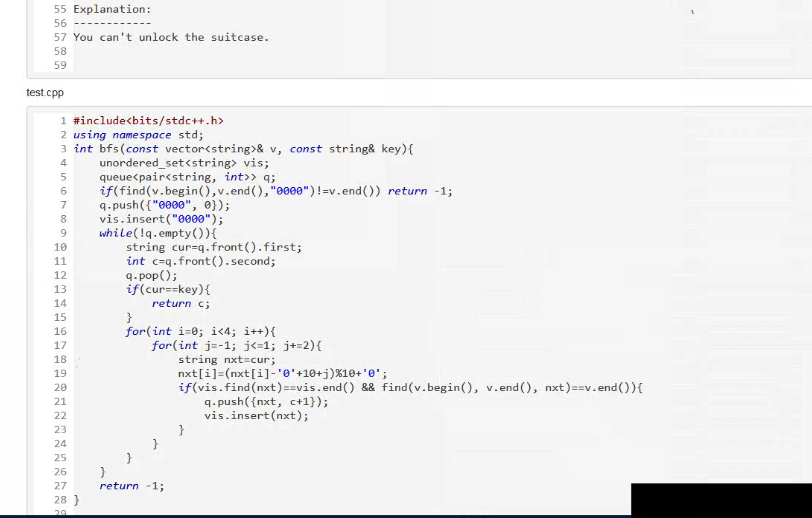 55 Explanation:
56 ------------
57 You can't unlock the suitcase.
58
59
test.cpp
1 #include<bits/stdc++.h>
2 using namespace std;
3 int bfs(const vector<string>& v, const string& key){
4     unordered_set<string> vis;
5     queue<pair<string, int>> q;
6     if(find(v.begin(),v.end(),"0000")!=v.end()) return -1;
7     q.push({"0000", 0});
8     vis.insert("0000");
9     while(!q.empty()){
10         string cur=q.front().first;
11         int c=q.front().second;
12         q.pop();
13         if(cur==key){
14             return c;
15         }
16         for(int i=0; i<4; i++){
17             for(int j=-1; j<=1; j+=2){
18                 string nxt=cur;
19                 nxt[i]=(nxt[i]-'0'+10+j)%10+'0';
20                 if(vis.find(nxt)==vis.end() && find(v.begin(), v.end(), nxt)==v.end()){
21                     q.push({nxt, c+1});
22                     vis.insert(nxt);
23                 }
24             }
25         }
26     }
27     return -1;
28 }
29